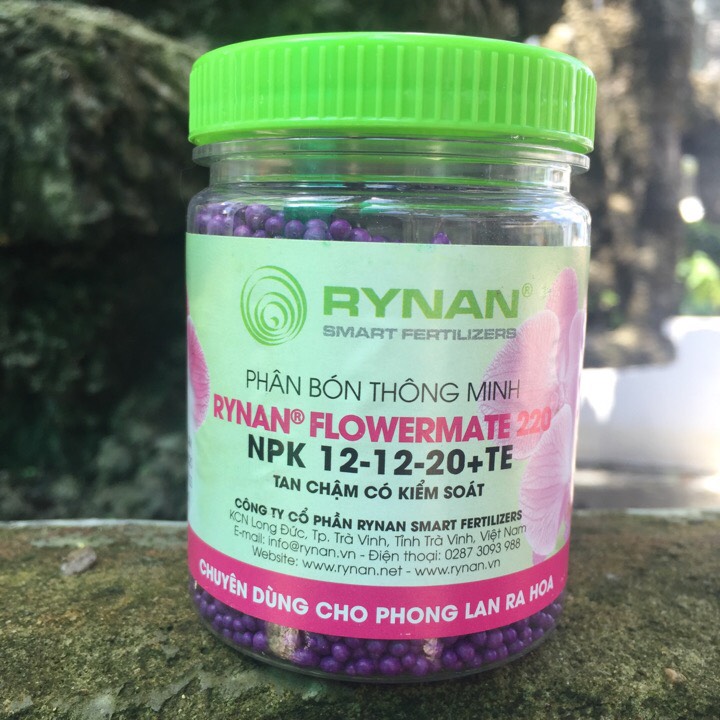 RYNAN®
SMART FERTILIZERS
PHÂN BÓN THÔNG MINH
RYNAN® FLOWERMATE 220
NPK 12-12-20+TE
TAN CHẬM CÓ KIỂM SOÁT
CÔNG TY CỔ PHẦN RYNAN SMART FERTILIZERS
KCN Long Đức, Tp. Trà Vinh, Tỉnh Trà Vinh, Việt Nam
E-mail: info@rynan.vn - Điện thoại: 0287 3093 988
Website: www.rynan.net - www.rynan.vn
CHUYÊN DÙNG CHO PHONG LAN RA HOA